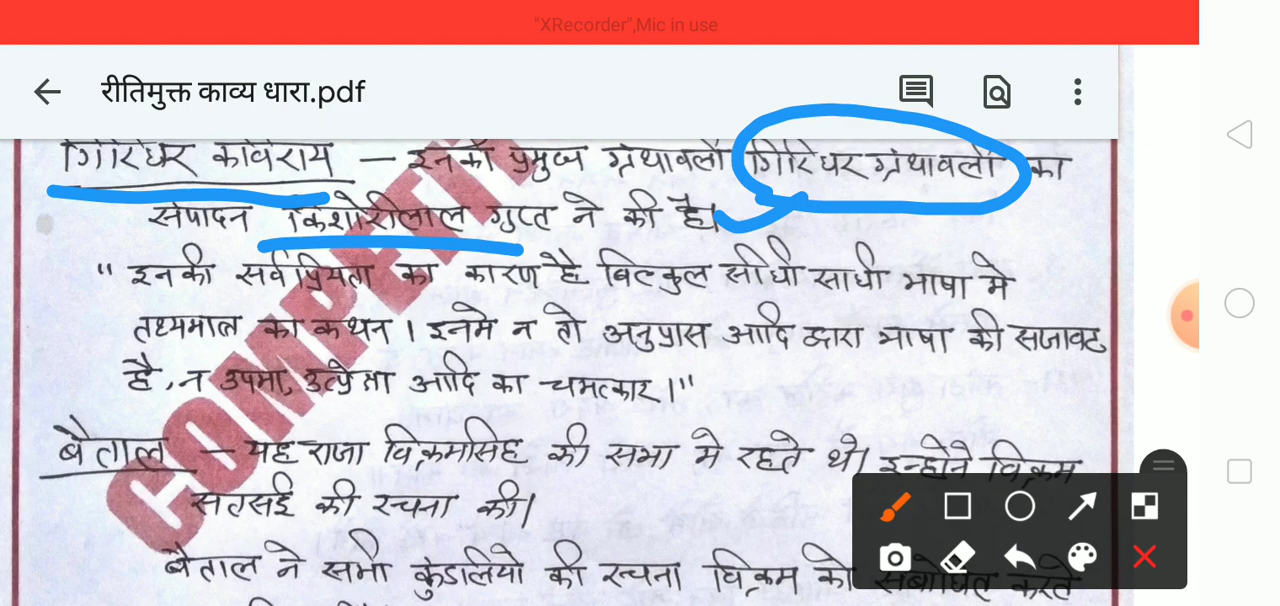 "XRecorder",Mic in use
रीतिमुक्त काव्य धारा.pdf
गिरिधर कविराय — इनकी प्रमुख ग्रंथावली गिरिधर ग्रंथावली का
संपादन किशोरीलाल गुप्त ने की है।
" इनकी सर्वप्रियता का कारण है बिल्कुल सीधी साधी भाषा मे
तथ्यमात्र का कथन । इनमे न तो अनुप्रास आदि द्वारा भाषा की सजावट
है, न उपमा, उत्प्रेक्षा आदि का चमत्कार ।"
बैताल — यह राजा विक्रमसिंह की सभा मे रहते थे। इन्होने विक्रम
सतसई की रचना की।
बैताल ने सभी कुंडलियो की रचना विक्रम को संबोधित करते
COMPETIT